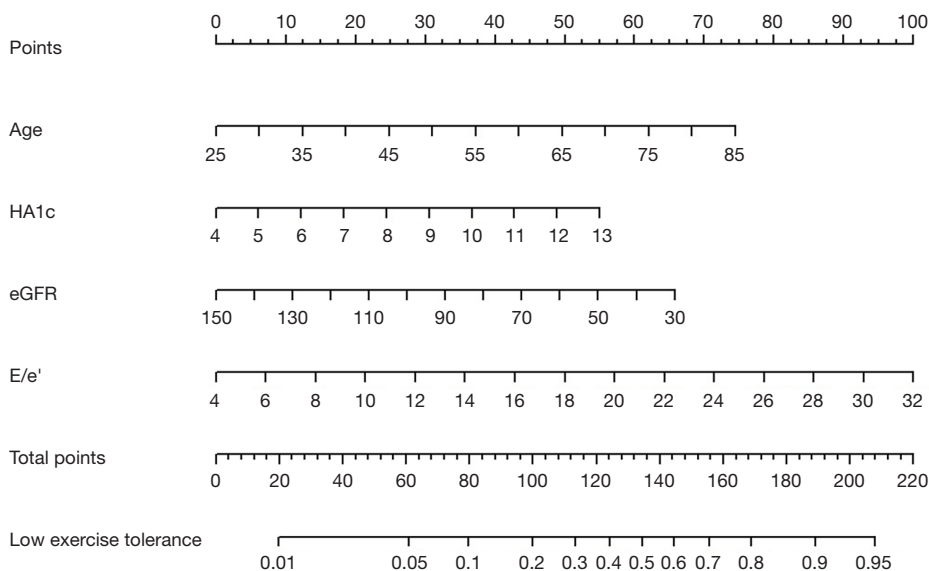 0 10 20 30 40 50 60 70 80 90 100
Points
Age
25 35 45 55 65 75 85
HA1c
4 5 6 7 8 9 10 11 12 13
eGFR
150 130 110 90 70 50 30
E/e'
4 6 8 10 12 14 16 18 20 22 24 26 28 30 32
Total points
0 20 40 60 80 100 120 140 160 180 200 220
Low exercise tolerance
0.01 0.05 0.1 0.2 0.3 0.4 0.5 0.6 0.7 0.8 0.9 0.95